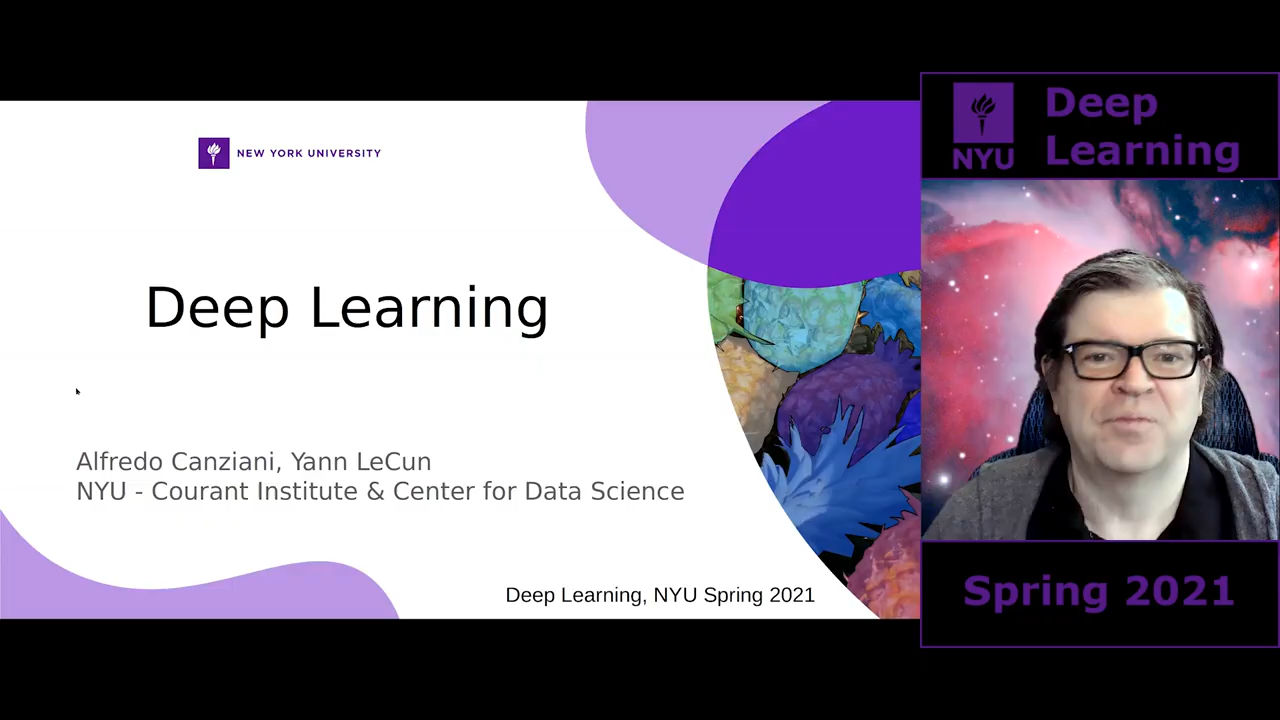 NEW YORK UNIVERSITY
Deep Learning
Alfredo Canziani, Yann LeCun
NYU - Courant Institute & Center for Data Science
Deep Learning, NYU Spring 2021
NYU
Deep
Learning
Spring 2021